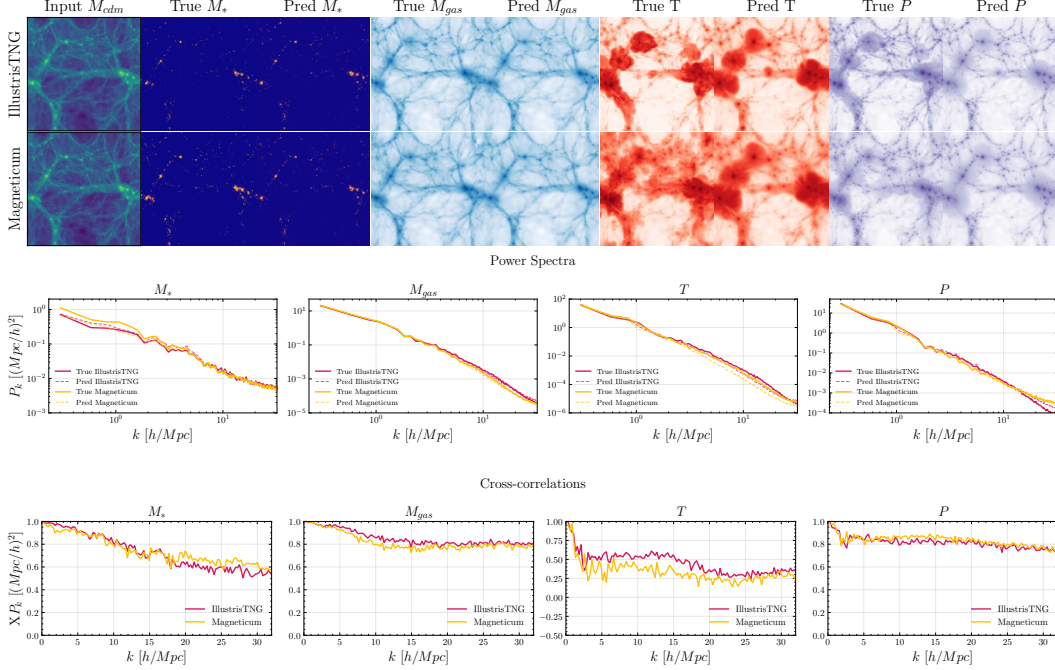 Input M_cdm True M_* Pred M_* True M_gas Pred M_gas True T Pred T True P Pred P
IllustrisTNG
Magneticum
Power Spectra
M_* M_gas T P
P_k [(Mpc/h)^2]
10^0
10^-1
10^-2
10^-3
10^0 10^1
k [h/Mpc]
True IllustrisTNG
Pred IllustrisTNG
True Magneticum
Pred Magneticum
10^1
10^-1
10^-3
10^-5
10^0 10^1
k [h/Mpc]
True IllustrisTNG
Pred IllustrisTNG
True Magneticum
Pred Magneticum
10^2
10^0
10^-2
10^-4
10^-6
10^0 10^1
k [h/Mpc]
True IllustrisTNG
Pred IllustrisTNG
True Magneticum
Pred Magneticum
10^1
10^0
10^-1
10^-2
10^-3
10^-4
10^0 10^1
k [h/Mpc]
True IllustrisTNG
Pred IllustrisTNG
True Magneticum
Pred Magneticum
Cross-correlations
M_* M_gas T P
XP_k [(Mpc/h)^2]
1.0
0.8
0.6
0.4
0.2
0.0
0 5 10 15 20 25 30
k [h/Mpc]
IllustrisTNG
Magneticum
1.0
0.8
0.6
0.4
0.2
0.0
0 5 10 15 20 25 30
k [h/Mpc]
IllustrisTNG
Magneticum
1.00
0.75
0.50
0.25
0.00
-0.25
-0.50
0 5 10 15 20 25 30
k [h/Mpc]
IllustrisTNG
Magneticum
1.0
0.8
0.6
0.4
0.2
0.0
0 5 10 15 20 25 30
k [h/Mpc]
IllustrisTNG
Magneticum